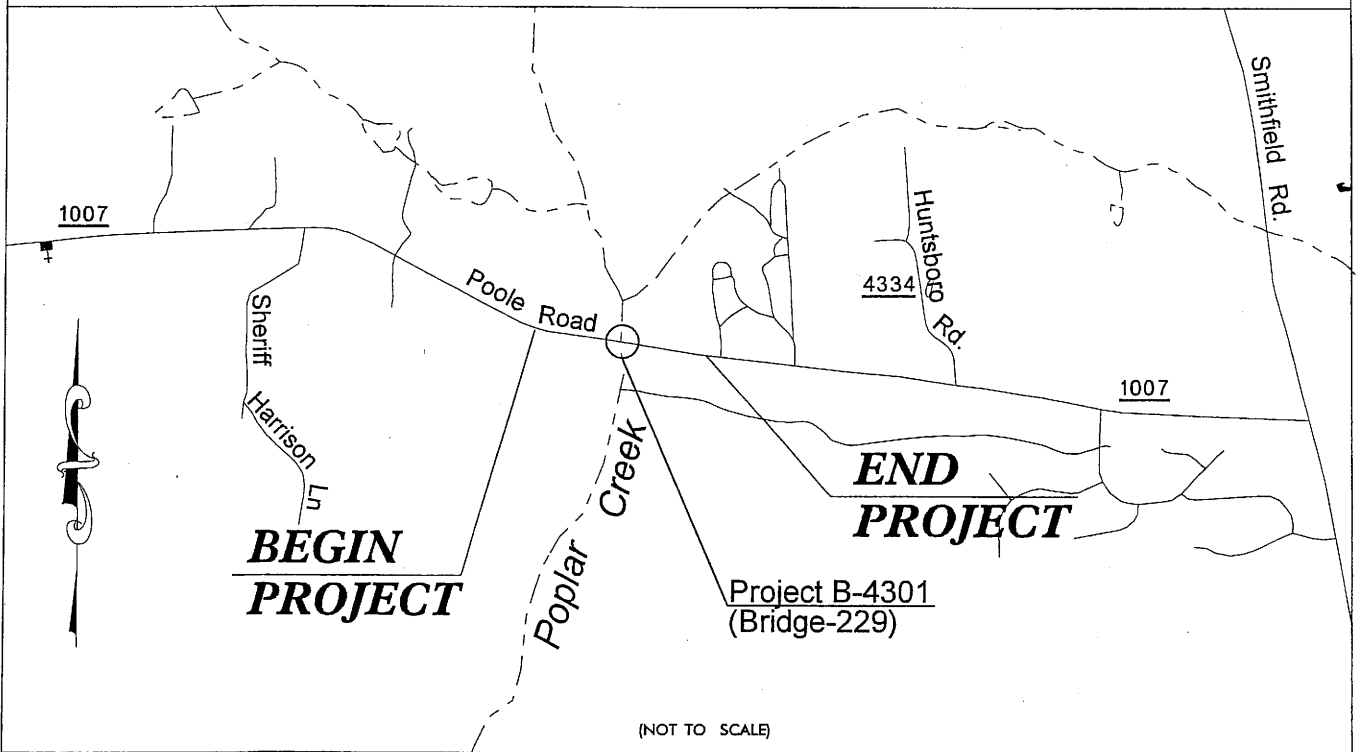 Smithfield Rd.
1007
Poole Road
Huntsboro Rd.
4334
Sheriff Harrison Ln
1007
Poplar Creek
BEGIN
PROJECT
END
PROJECT
Project B-4301
(Bridge-229)
(NOT TO SCALE)